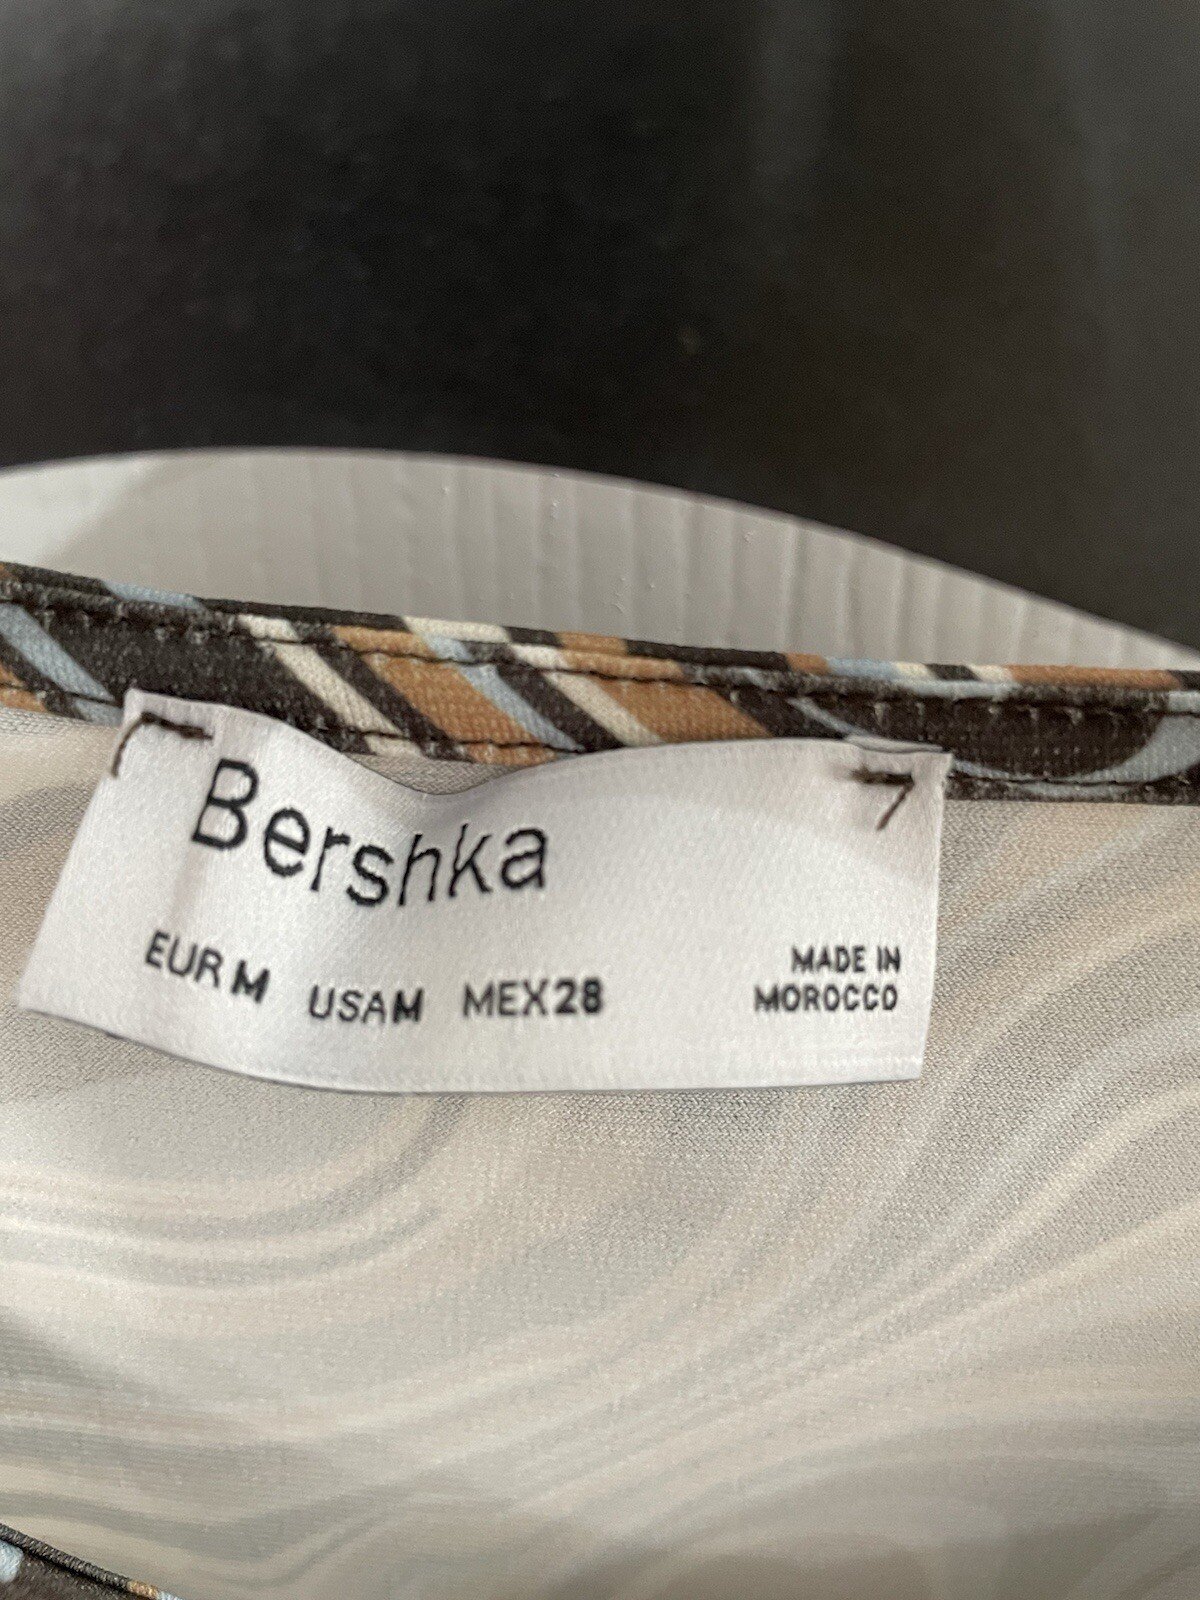 Bershka
EUR M USA M MEX 28
MADE IN
MOROCCO